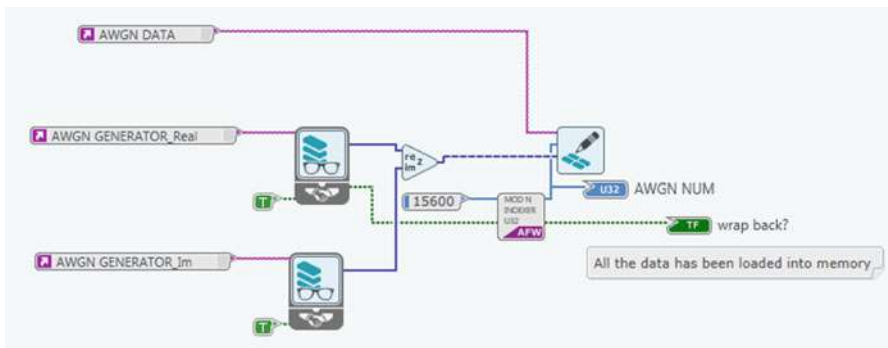 AWGN DATA
AWGN GENERATOR_Real
re
im z
T
15600
MOD N
INDEXER
U32
AFW
U32
AWGN NUM
TF
wrap back?
AWGN GENERATOR_Im
T
All the data has been loaded into memory